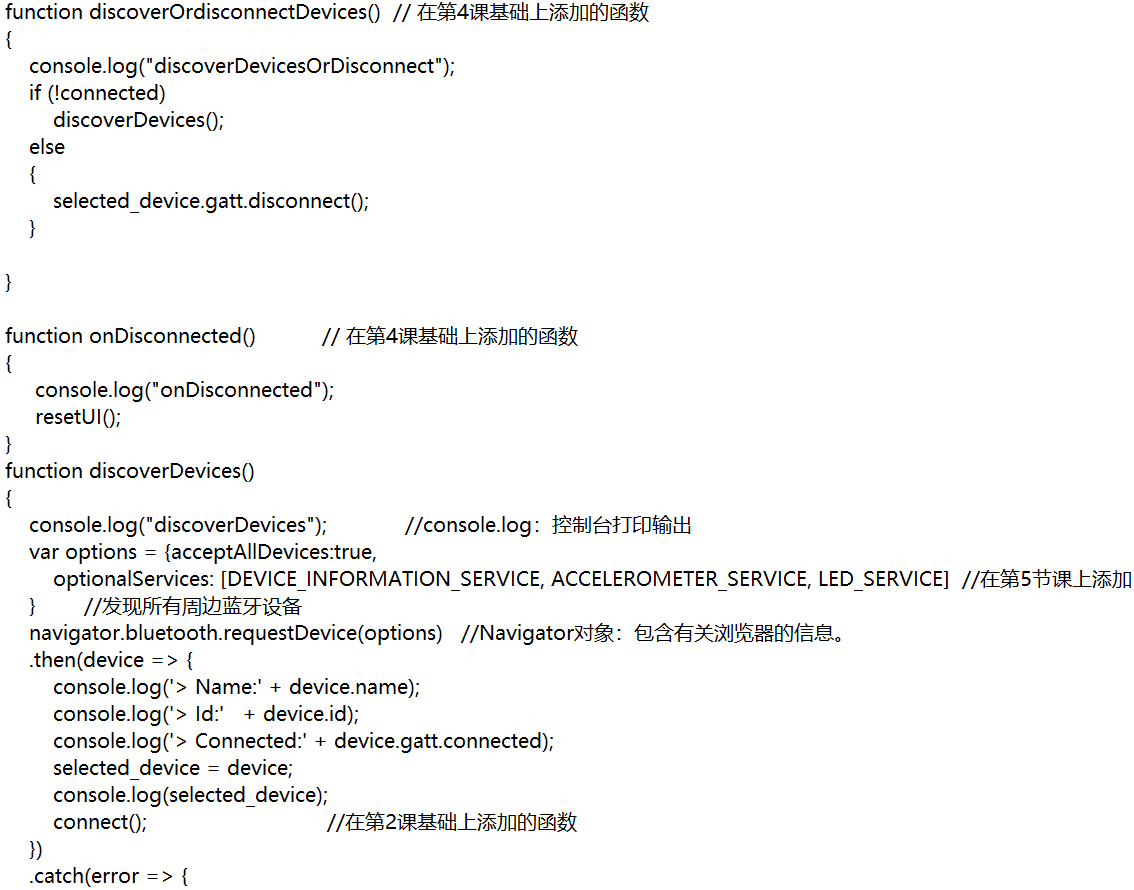 function discoverOrdisconnectDevices()  // 在第4课基础上添加的函数
{
    console.log("discoverDevicesOrDisconnect");
    if (!connected)
        discoverDevices();
    else
    {
        selected_device.gatt.disconnect();
    }
}
function onDisconnected()           // 在第4课基础上添加的函数
{
     console.log("onDisconnected");
     resetUI();
}
function discoverDevices()
{
    console.log("discoverDevices");             //console.log：控制台打印输出
    var options = {acceptAllDevices:true,
        optionalServices: [DEVICE_INFORMATION_SERVICE, ACCELEROMETER_SERVICE, LED_SERVICE]  //在第5节课上添加
    }        //发现所有周边蓝牙设备
    navigator.bluetooth.requestDevice(options)   //Navigator对象：包含有关浏览器的信息。
    .then(device => {
        console.log('> Name:' + device.name);
        console.log('> Id:'   + device.id);
        console.log('> Connected:' + device.gatt.connected);
        selected_device = device;
        console.log(selected_device);
        connect();                              //在第2课基础上添加的函数
    })
    .catch(error => {